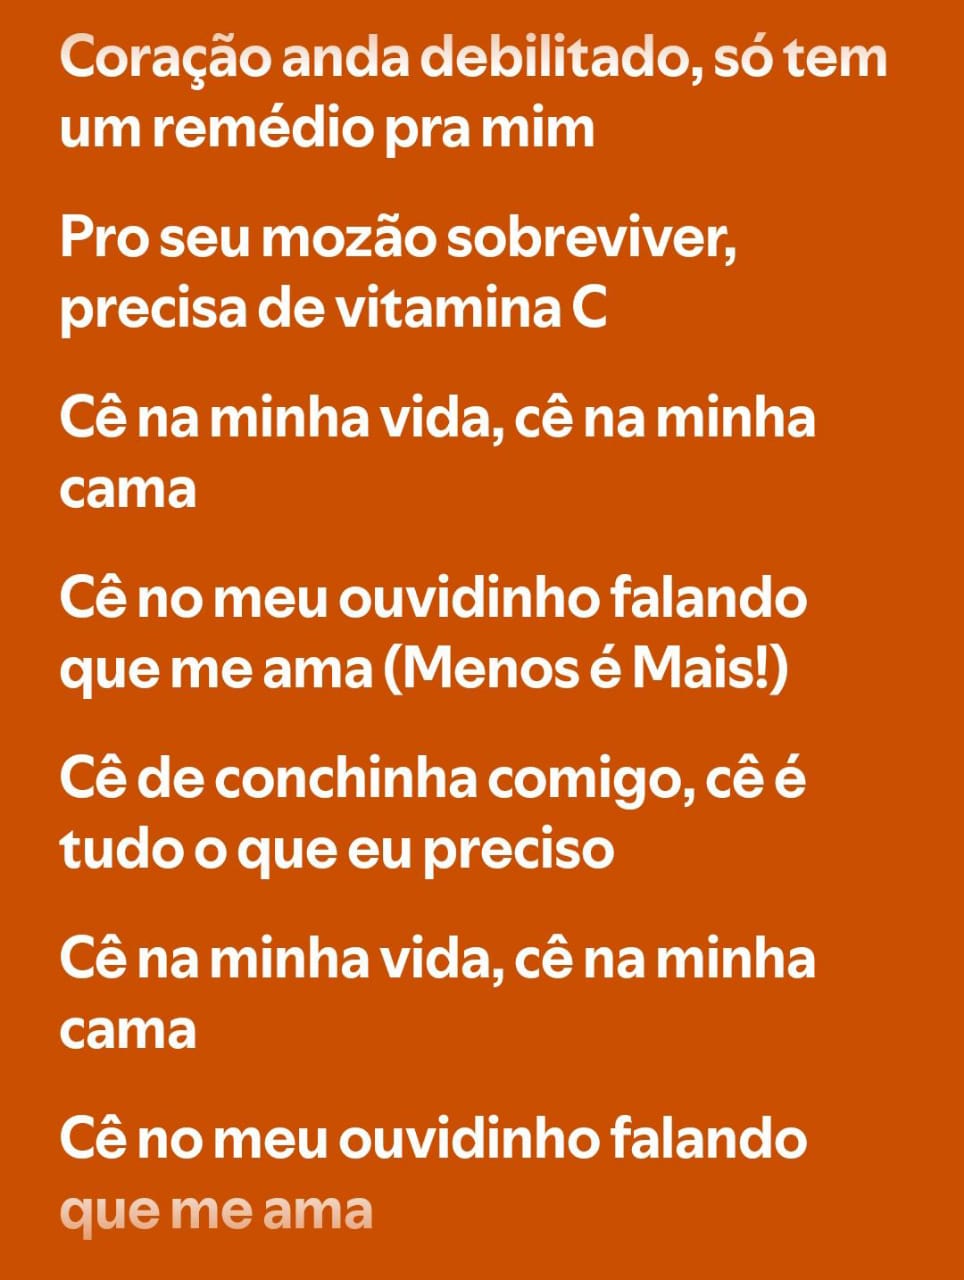 Coração anda debilitado, só tem
um remédio pra mim
Pro seu mozão sobreviver,
precisa de vitamina C
Cê na minha vida, cê na minha
cama
Cê no meu ouvidinho falando
que me ama (Menos é Mais!)
Cê de conchinha comigo, cê é
tudo o que eu preciso
Cê na minha vida, cê na minha
cama
Cê no meu ouvidinho falando
que me ama